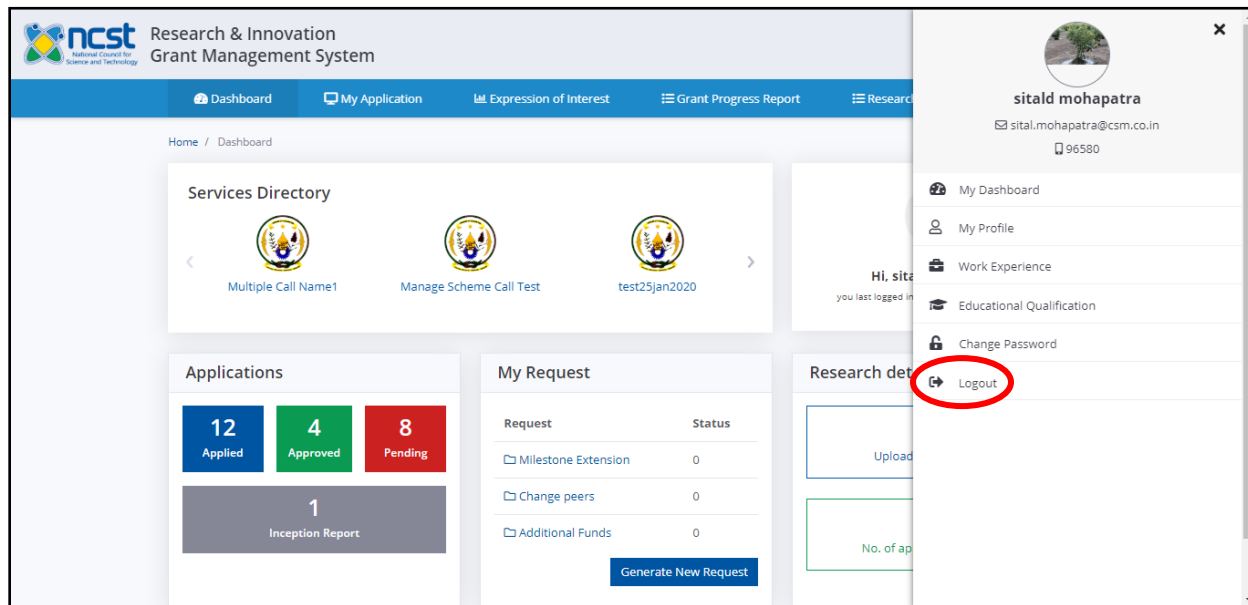 ncst
National Council for
Science and Technology
Research & Innovation
Grant Management System
Dashboard
My Application
Expression of Interest
Grant Progress Report
Research
Home / Dashboard
Services Directory
Multiple Call Name1
Manage Scheme Call Test
test25jan2020
Hi, sita
you last logged in
Applications
12
Applied
4
Approved
8
Pending
1
Inception Report
My Request
Request Status
Milestone Extension 0
Change peers 0
Additional Funds 0
Generate New Request
Research det
Upload
No. of ap
sitald mohapatra
sital.mohapatra@csm.co.in
96580
My Dashboard
My Profile
Work Experience
Educational Qualification
Change Password
Logout